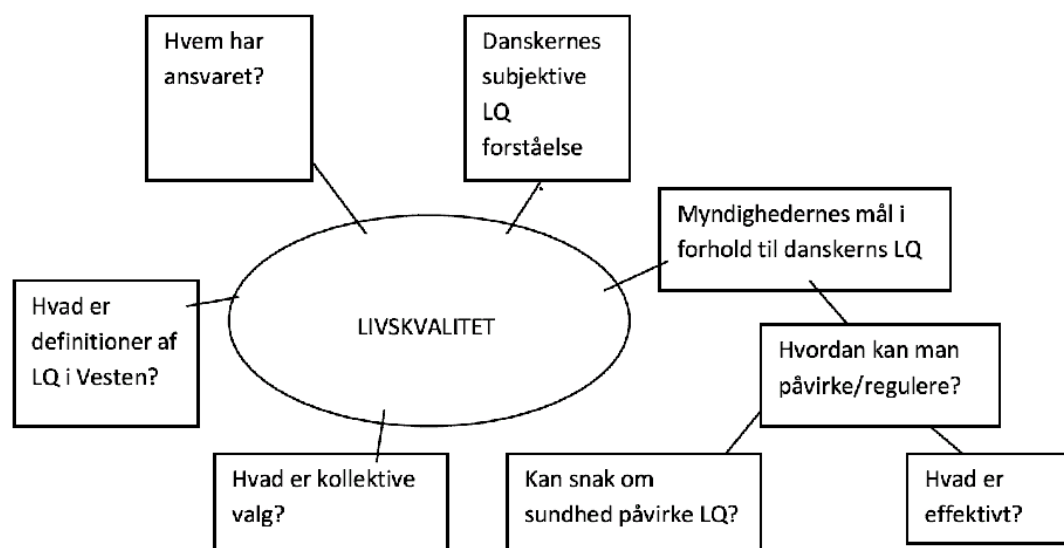 Hvem har
ansvaret?
Danskernes
subjektive
LQ
forståelse
Myndighedernes mål i
forhold til danskerns LQ
Hvad er
definitioner af
LQ i Vesten?
LIVSKVALITET
Hvordan kan man
påvirke/regulere?
Hvad er kollektive
valg?
Kan snak om
sundhed påvirke LQ?
Hvad er
effektivt?